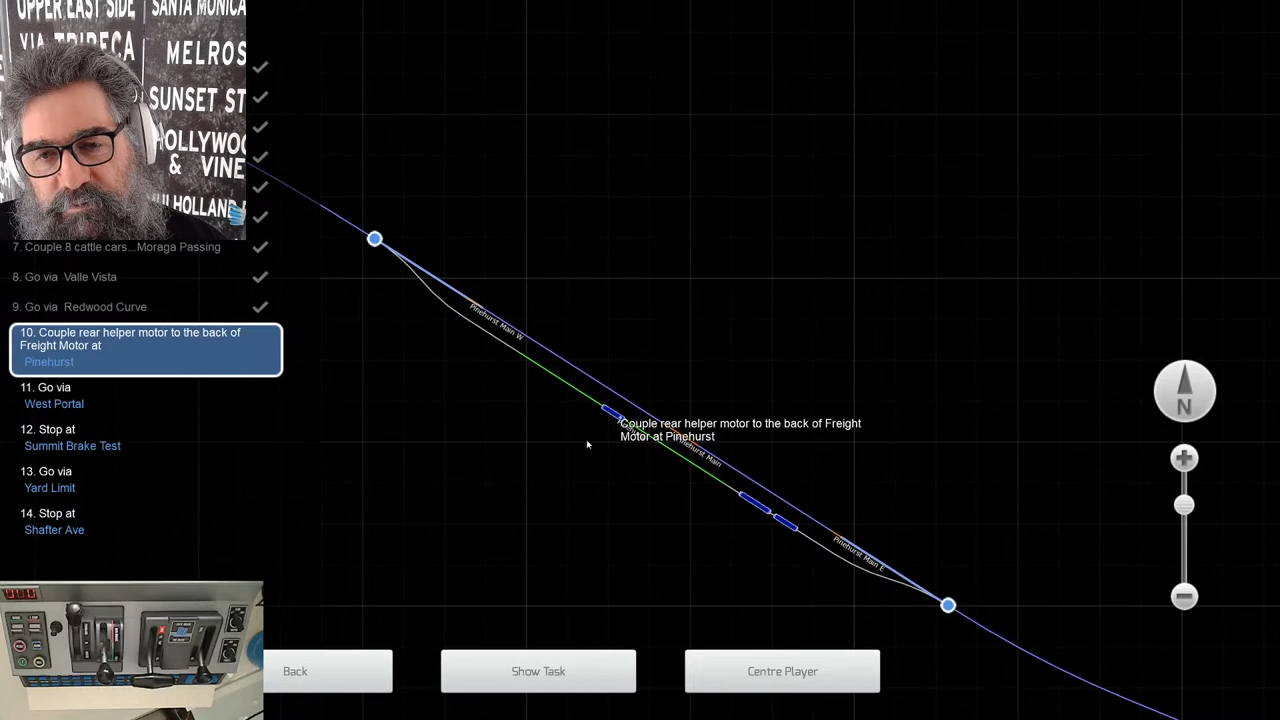 UPPER EAST SIDE
SANTA MONICA
VIA TRIBECA
MELROS
SUNSET ST
HOLLYWOO
& VINE
MULHOLLAND
7. Couple 8 cattle cars...Moraga Passing
8. Go via Valle Vista
9. Go via Redwood Curve
10. Couple rear helper motor to the back of
Freight Motor at
Pinehurst
11. Go via
West Portal
12. Stop at
Summit Brake Test
13. Go via
Yard Limit
14. Stop at
Shafter Ave
Pinehurst Main W
Couple rear helper motor to the back of Freight
Motor at Pinehurst
Pinehurst Main
Pinehurst Main E
N
Back
Show Task
Centre Player